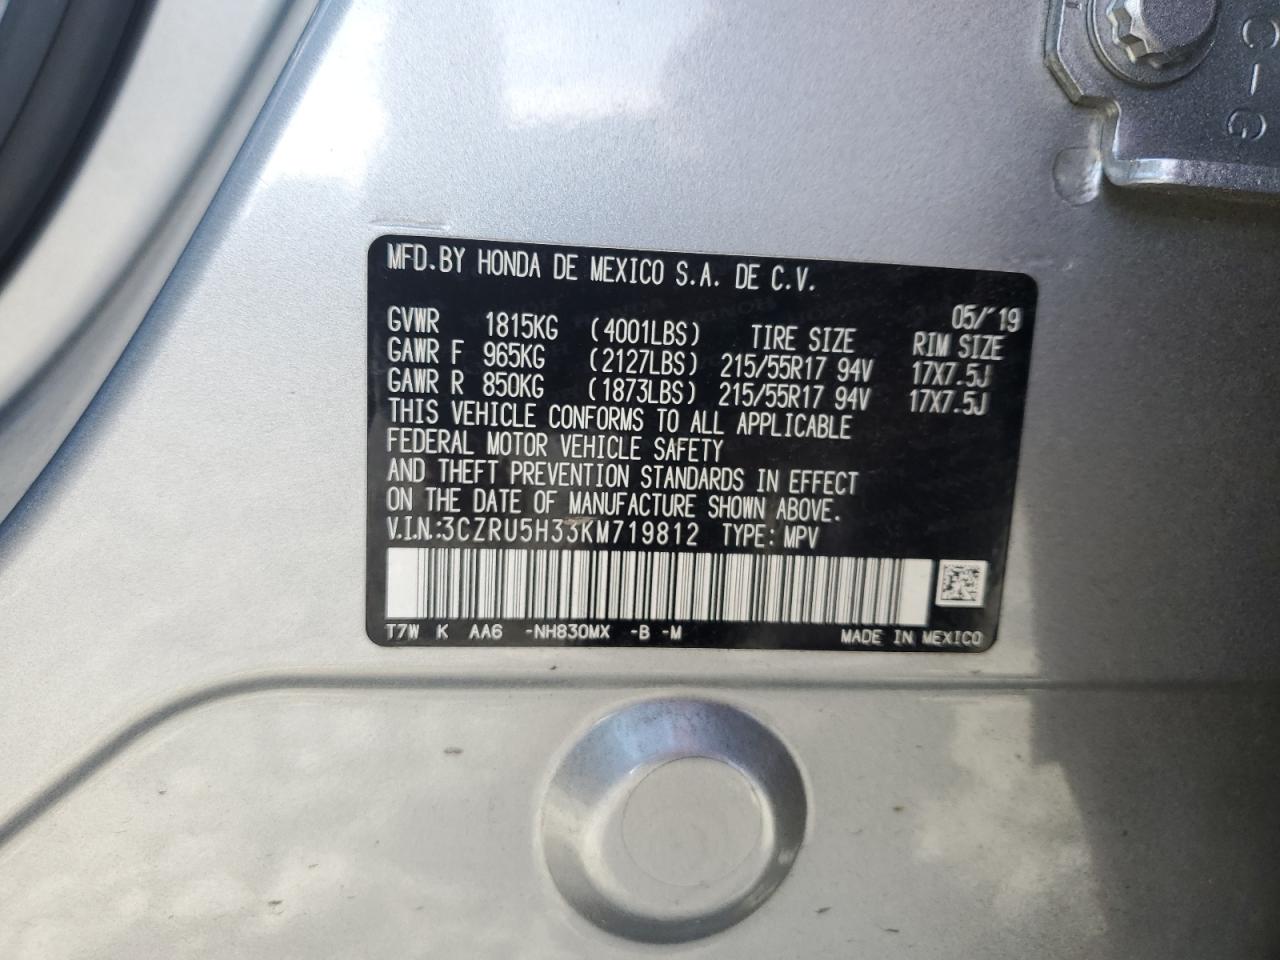 C-G
MFD.BY HONDA DE MEXICO S.A. DE C.V.
05/'19
GVWR 1815KG (4001LBS) TIRE SIZE RIM SIZE
GAWR F 965KG (2127LBS) 215/55R17 94V 17X7.5J
GAWR R 850KG (1873LBS) 215/55R17 94V 17X7.5J
THIS VEHICLE CONFORMS TO ALL APPLICABLE
FEDERAL MOTOR VEHICLE SAFETY
AND THEFT PREVENTION STANDARDS IN EFFECT
ON THE DATE OF MANUFACTURE SHOWN ABOVE.
V.I.N.:3CZRU5H33KM719812 TYPE: MPV
T7W K AA6 -NH830MX -B -M MADE IN MEXICO